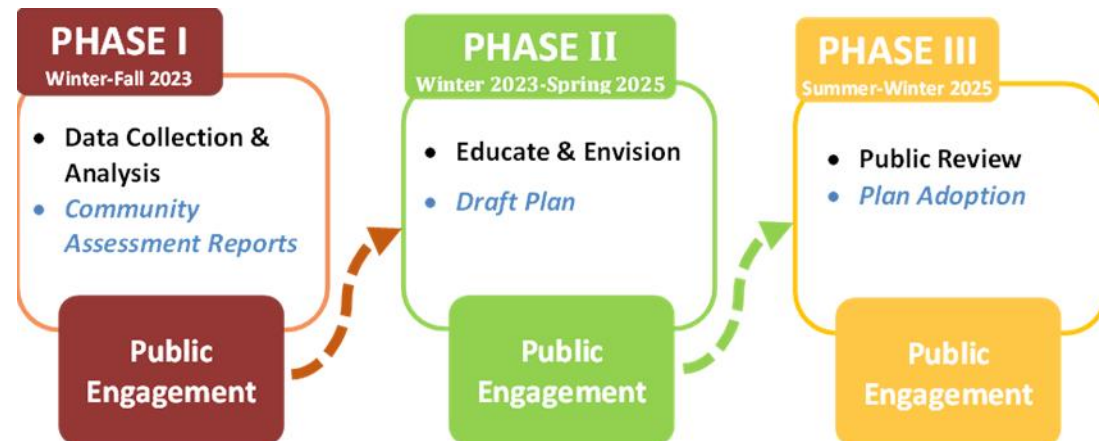 PHASE I
Winter-Fall 2023
• Data Collection &
Analysis
• Community
Assessment Reports
Public
Engagement
PHASE II
Winter 2023-Spring 2025
• Educate & Envision
• Draft Plan
Public
Engagement
PHASE III
Summer-Winter 2025
• Public Review
• Plan Adoption
Public
Engagement